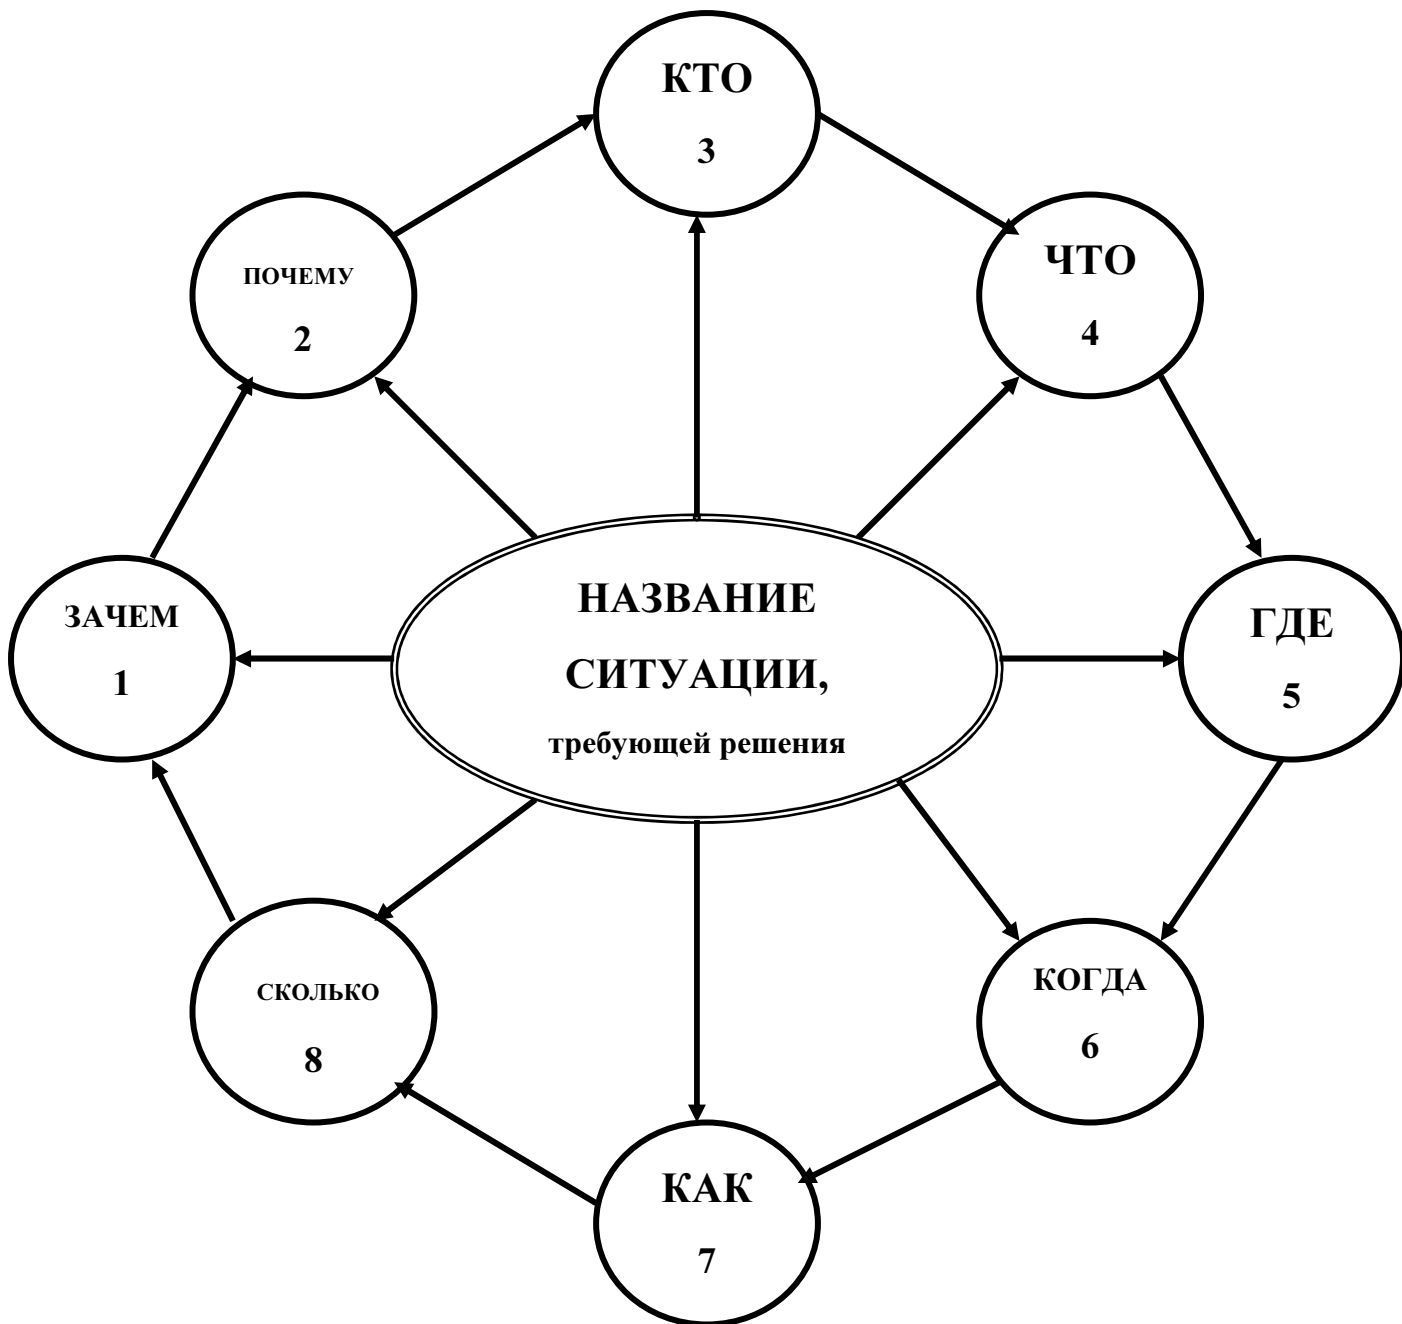 КТО
3
ПОЧЕМУ
2
ЧТО
4
ЗАЧЕМ
1
НАЗВАНИЕ
СИТУАЦИИ,
требующей решения
ГДЕ
5
СКОЛЬКО
8
КОГДА
6
КАК
7